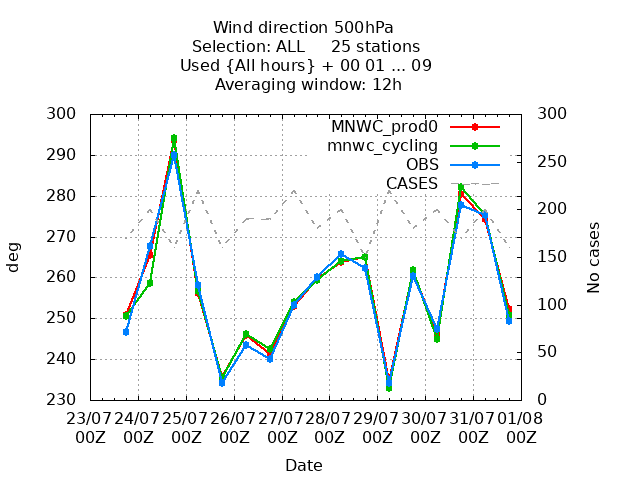 Wind direction 500hPa
Selection: ALL 25 stations
Used {All hours} + 00 01 ... 09
Averaging window: 12h
MNWC_prod0
mnwc_cycling
OBS
CASES
300
290
280
270
260
250
240
230
deg
300
250
200
150
100
50
0
No cases
23/07 24/07 25/07 26/07 27/07 28/07 29/07 30/07 31/07 01/08
00Z 00Z 00Z 00Z 00Z 00Z 00Z 00Z 00Z 00Z
Date